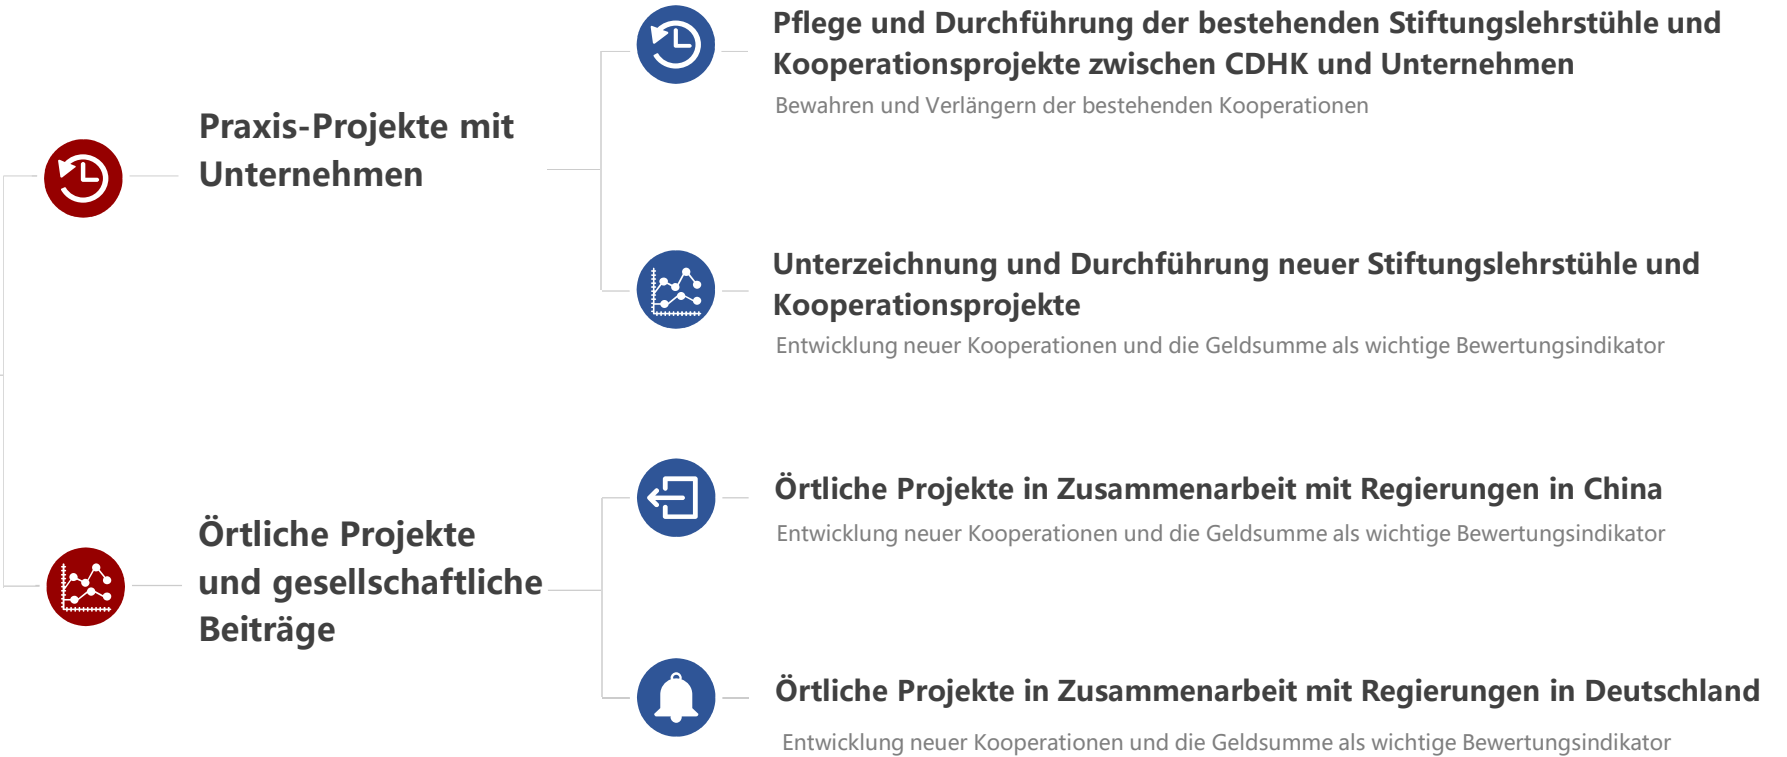 Praxis-Projekte mit
Unternehmen
Pflege und Durchführung der bestehenden Stiftungslehrstühle und
Kooperationsprojekte zwischen CDHK und Unternehmen
Bewahren und Verlängern der bestehenden Kooperationen
Unterzeichnung und Durchführung neuer Stiftungslehrstühle und
Kooperationsprojekte
Entwicklung neuer Kooperationen und die Geldsumme als wichtige Bewertungsindikator
Örtliche Projekte
und gesellschaftliche
Beiträge
Örtliche Projekte in Zusammenarbeit mit Regierungen in China
Entwicklung neuer Kooperationen und die Geldsumme als wichtige Bewertungsindikator
Örtliche Projekte in Zusammenarbeit mit Regierungen in Deutschland
Entwicklung neuer Kooperationen und die Geldsumme als wichtige Bewertungsindikator